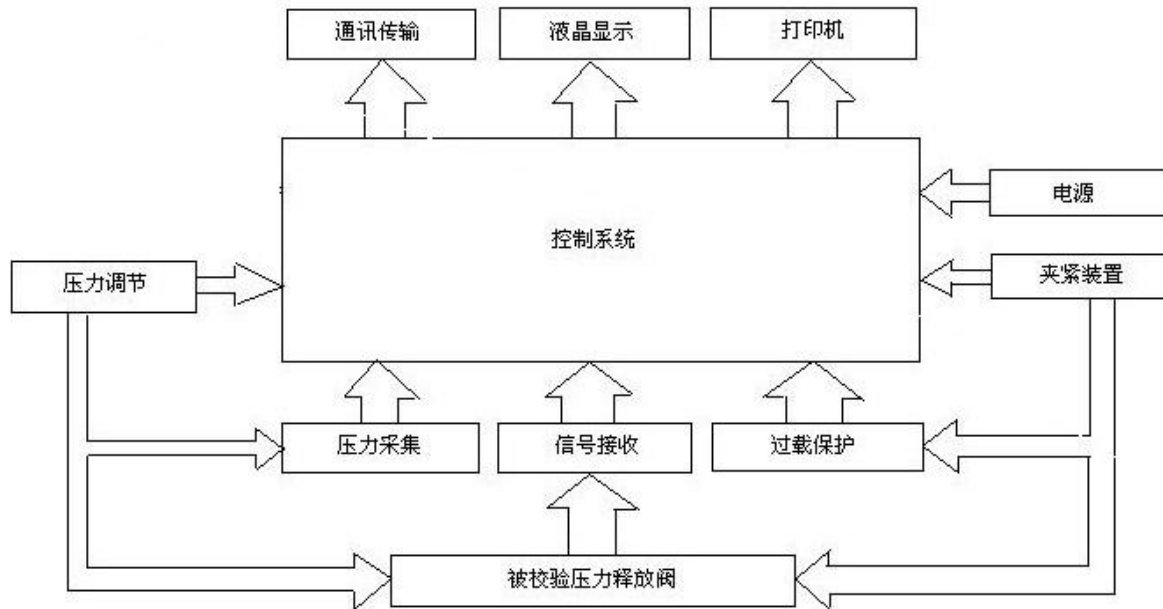 通讯传输
液晶显示
打印机
电源
控制系统
压力调节
夹紧装置
压力采集
信号接收
过载保护
被校验压力释放阀